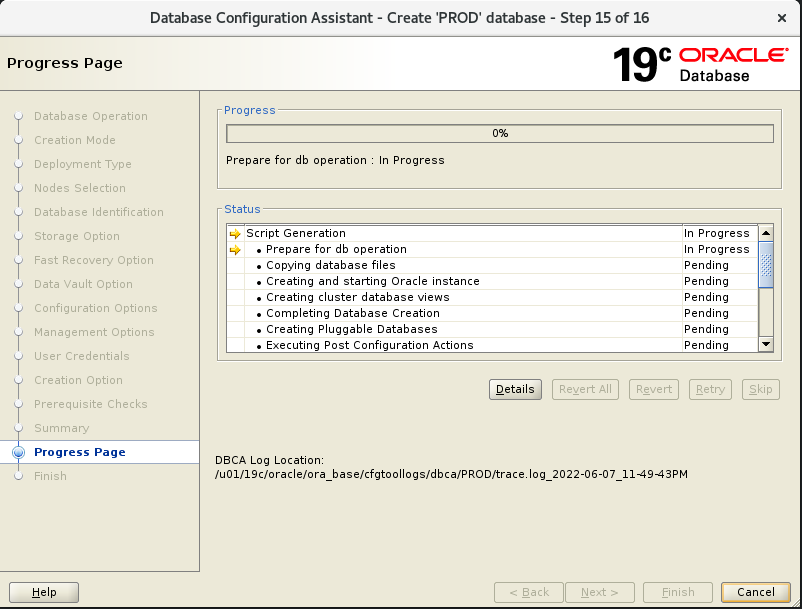 Database Configuration Assistant - Create 'PROD' database - Step 15 of 16
Progress Page
19c ORACLE
Database
Database Operation
Creation Mode
Deployment Type
Nodes Selection
Database Identification
Storage Option
Fast Recovery Option
Data Vault Option
Configuration Options
Management Options
User Credentials
Creation Option
Prerequisite Checks
Summary
Progress Page
Finish
Progress
0%
Prepare for db operation : In Progress
Status
Script Generation In Progress
• Prepare for db operation In Progress
• Copying database files Pending
• Creating and starting Oracle instance Pending
• Creating cluster database views Pending
• Completing Database Creation Pending
• Creating Pluggable Databases Pending
• Executing Post Configuration Actions Pending
Details Revert All Revert Retry Skip
DBCA Log Location:
/u01/19c/oracle/ora_base/cfgtoollogs/dbca/PROD/trace.log_2022-06-07_11-49-43PM
Help < Back Next > Finish Cancel